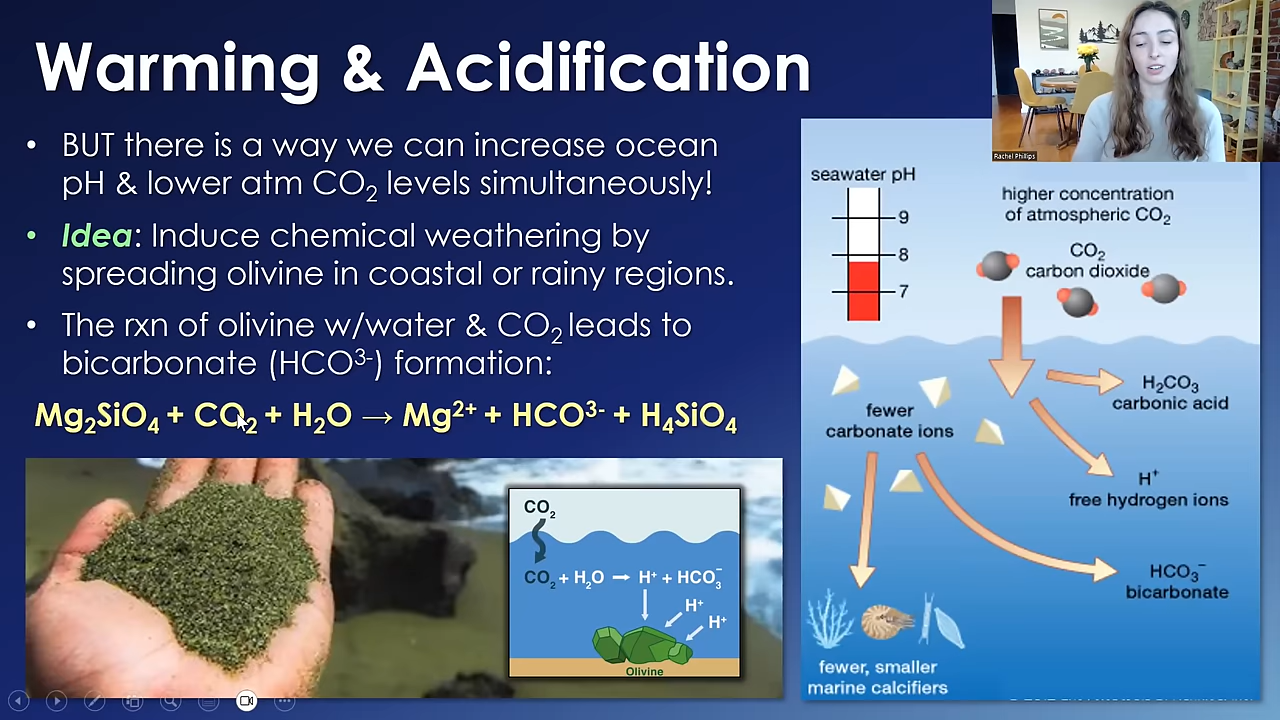 Warming & Acidification
• BUT there is a way we can increase ocean
pH & lower atm CO₂ levels simultaneously!
• Idea: Induce chemical weathering by
spreading olivine in coastal or rainy regions.
• The rxn of olivine w/water & CO₂ leads to
bicarbonate (HCO³⁻) formation:
Mg₂SiO₄ + CO₂ + H₂O → Mg²⁺ + HCO³⁻ + H₄SiO₄
CO₂
CO₂ + H₂O → H⁺ + HCO₃⁻
H⁺
H⁺
Olivine
Rachel Phillips
seawater pH
9
8
7
higher concentration
of atmospheric CO₂
CO₂
carbon dioxide
H₂CO₃
carbonic acid
fewer
carbonate ions
H⁺
free hydrogen ions
HCO₃⁻
bicarbonate
fewer, smaller
marine calcifiers